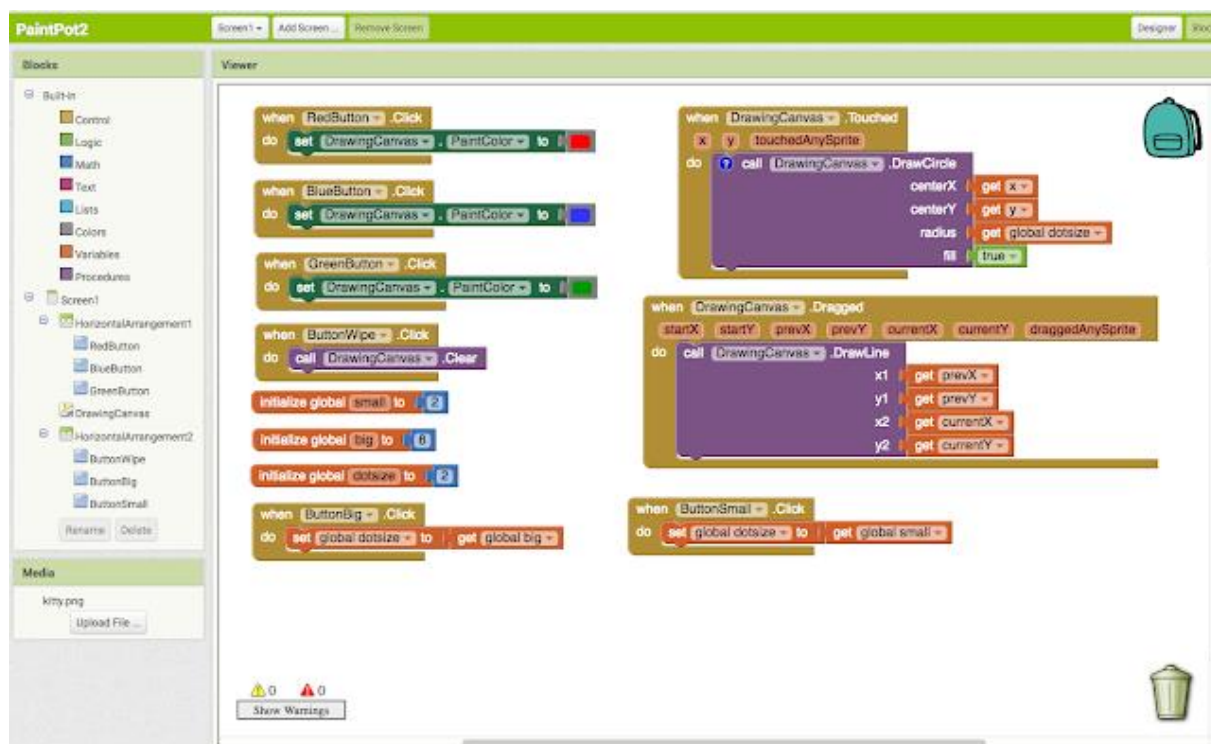 PaintPot2
Screen1
Add Screen ...
Remove Screen
Designer
Blocks
Viewer
Built-in
Control
Logic
Math
Text
Lists
Colors
Variables
Procedures
Screen1
HorizontalArrangement1
RedButton
BlueButton
GreenButton
DrawingCanvas
HorizontalArrangement2
ButtonWipe
ButtonBig
ButtonSmall
Rename Delete
Media
kitty.png
Upload File ...
when RedButton .Click
do set DrawingCanvas . PaintColor to
when BlueButton .Click
do set DrawingCanvas . PaintColor to
when GreenButton .Click
do set DrawingCanvas . PaintColor to
when ButtonWipe .Click
do call DrawingCanvas .Clear
initialize global small to 2
initialize global big to 8
initialize global dotsize to 2
when ButtonBig .Click
do set global dotsize to get global big
when DrawingCanvas .Touched
x y touchedAnySprite
do ? call DrawingCanvas .DrawCircle
centerX get x
centerY get y
radius get global dotsize
fill true
when DrawingCanvas .Dragged
startX startY prevX prevY currentX currentY draggedAnySprite
do call DrawingCanvas .DrawLine
x1 get prevX
y1 get prevY
x2 get currentX
y2 get currentY
when ButtonSmall .Click
do set global dotsize to get global small
0 0
Show Warnings